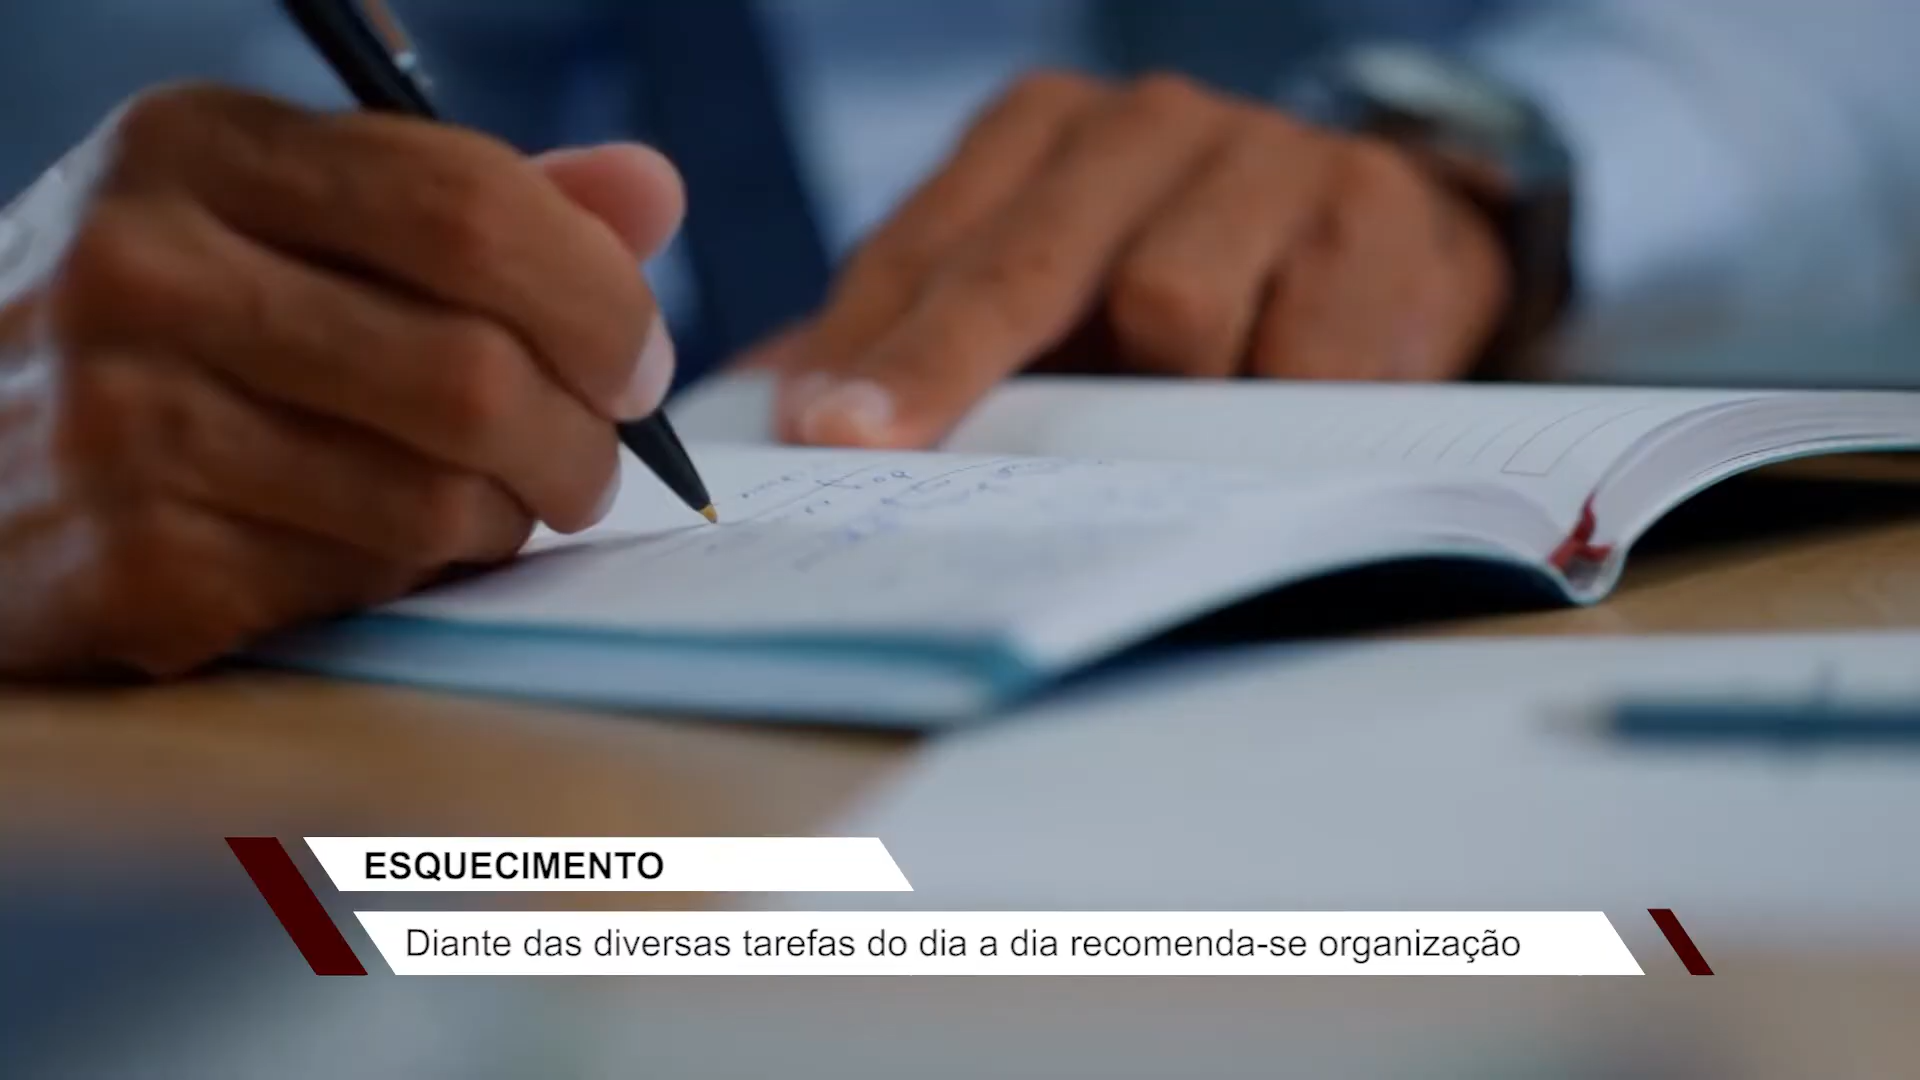 ESQUECIMENTO
Diante das diversas tarefas do dia a dia recomenda-se organização